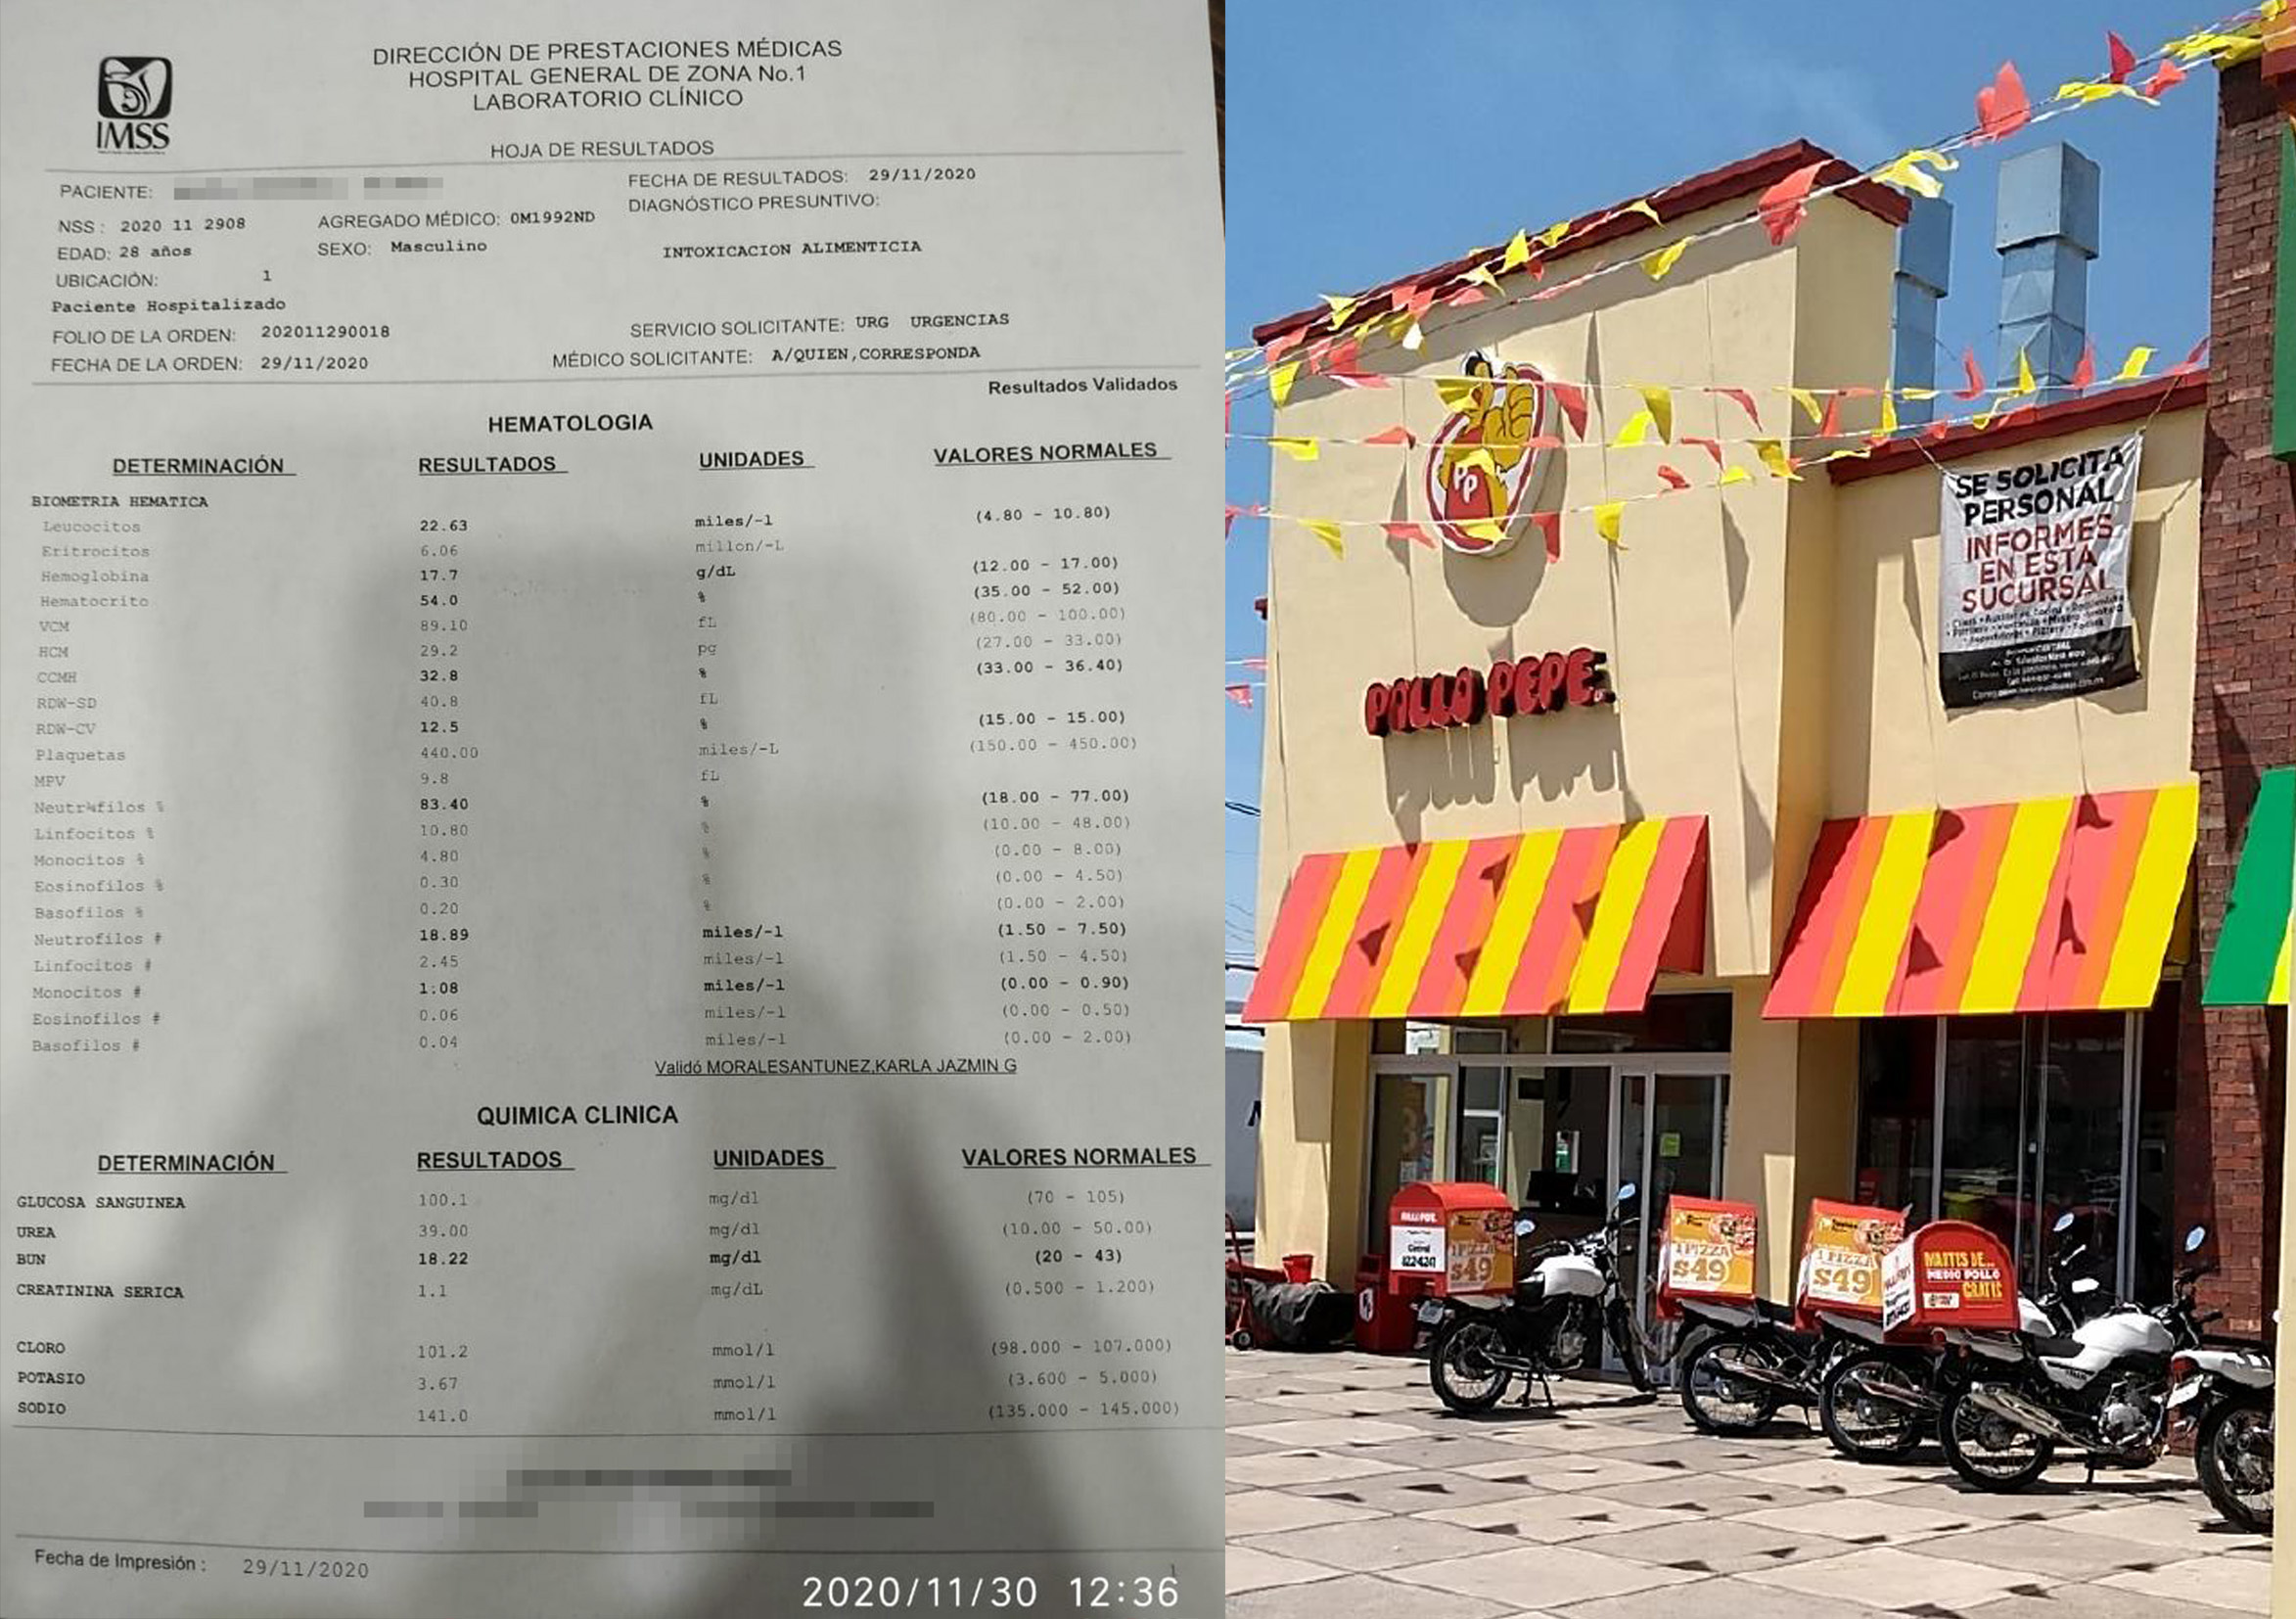 IMSS
DIRECCIÓN DE PRESTACIONES MÉDICAS
HOSPITAL GENERAL DE ZONA No.1
LABORATORIO CLÍNICO
HOJA DE RESULTADOS
PACIENTE:
FECHA DE RESULTADOS: 29/11/2020
NSS : 2020 11 2908
AGREGADO MÉDICO: 0M1992ND
DIAGNÓSTICO PRESUNTIVO:
EDAD: 28 años
SEXO: Masculino
INTOXICACION ALIMENTICIA
UBICACIÓN: 1
Paciente Hospitalizado
FOLIO DE LA ORDEN: 202011290018
SERVICIO SOLICITANTE: URG URGENCIAS
FECHA DE LA ORDEN: 29/11/2020
MÉDICO SOLICITANTE: A/QUIEN,CORRESPONDA
Resultados Validados
HEMATOLOGIA
DETERMINACIÓN RESULTADOS UNIDADES VALORES NORMALES
BIOMETRIA HEMATICA
Leucocitos 22.63 miles/-l (4.80 - 10.80)
Eritrocitos 6.06 millon/-L
Hemoglobina 17.7 g/dL (12.00 - 17.00)
Hematocrito 54.0 % (35.00 - 52.00)
VCM 89.10 fL (80.00 - 100.00)
HCM 29.2 pg (27.00 - 33.00)
CCMH 32.8 % (33.00 - 36.40)
RDW-SD 40.8 fL
RDW-CV 12.5 % (15.00 - 15.00)
Plaquetas 440.00 miles/-L (150.00 - 450.00)
MPV 9.8 fL
Neutr¾filos % 83.40 % (18.00 - 77.00)
Linfocitos % 10.80 % (10.00 - 48.00)
Monocitos % 4.80 % (0.00 - 8.00)
Eosinofilos % 0.30 % (0.00 - 4.50)
Basofilos % 0.20 % (0.00 - 2.00)
Neutrofilos # 18.89 miles/-l (1.50 - 7.50)
Linfocitos # 2.45 miles/-l (1.50 - 4.50)
Monocitos # 1.08 miles/-l (0.00 - 0.90)
Eosinofilos # 0.06 miles/-l (0.00 - 0.50)
Basofilos # 0.04 miles/-l (0.00 - 2.00)
Validó MORALESANTUNEZ,KARLA JAZMIN G
QUIMICA CLINICA
DETERMINACIÓN RESULTADOS UNIDADES VALORES NORMALES
GLUCOSA SANGUINEA 100.1 mg/dl (70 - 105)
UREA 39.00 mg/dl (10.00 - 50.00)
BUN 18.22 mg/dl (20 - 43)
CREATININA SERICA 1.1 mg/dL (0.500 - 1.200)
CLORO 101.2 mmol/l (98.000 - 107.000)
POTASIO 3.67 mmol/l (3.600 - 5.000)
SODIO 141.0 mmol/l (135.000 - 145.000)
Fecha de Impresión : 29/11/2020
1
2020/11/30 12:36
PP
POLLO PEPE
SE SOLICITA
PERSONAL
INFORMES
EN ESTA
SUCURSAL
Central
1 PIZZA
$49
1 PIZZA
$49
1 PIZZA
$49
MARTES DE...
MEDIO POLLO
GRATIS